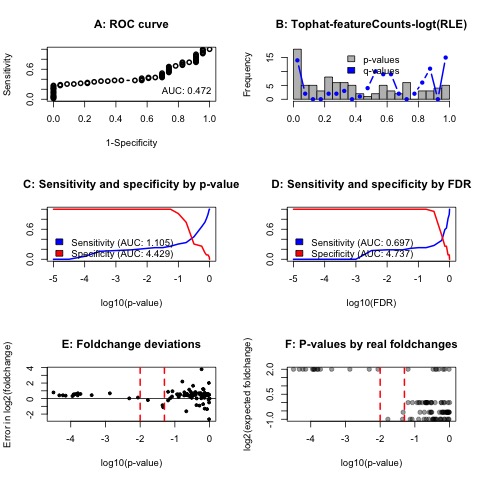 A: ROC curve
Sensitivity
0.0 0.6
AUC: 0.472
0.0 0.2 0.4 0.6 0.8 1.0
1-Specificity
B: Tophat-featureCounts-logt(RLE)
Frequency
0 5 15
p-values
q-values
0.0 0.2 0.4 0.6 0.8 1.0
C: Sensitivity and specificity by p-value
0.0 0.6
Sensitivity (AUC: 1.105)
Specificity (AUC: 4.429)
-5 -4 -3 -2 -1 0
log10(p-value)
D: Sensitivity and specificity by FDR
0.0 0.6
Sensitivity (AUC: 0.697)
Specificity (AUC: 4.737)
-5 -4 -3 -2 -1 0
log10(FDR)
E: Foldchange deviations
Error in log2(foldchange)
-2 0 2 4
-4 -3 -2 -1 0
log10(p-value)
F: P-values by real foldchanges
log2(expected foldchange)
-1.0 0.5 2.0
-4 -3 -2 -1 0
log10(p-value)